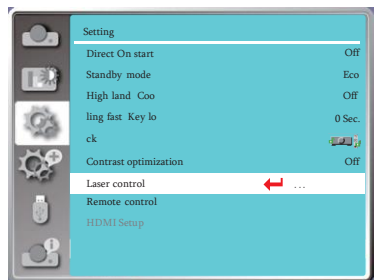 Setting
Direct On start Off
Standby mode Eco
High land Coo Off
ling fast Key lo 0 Sec.
ck
Contrast optimization Off
Laser control ...
Remote control
HDMI Setup